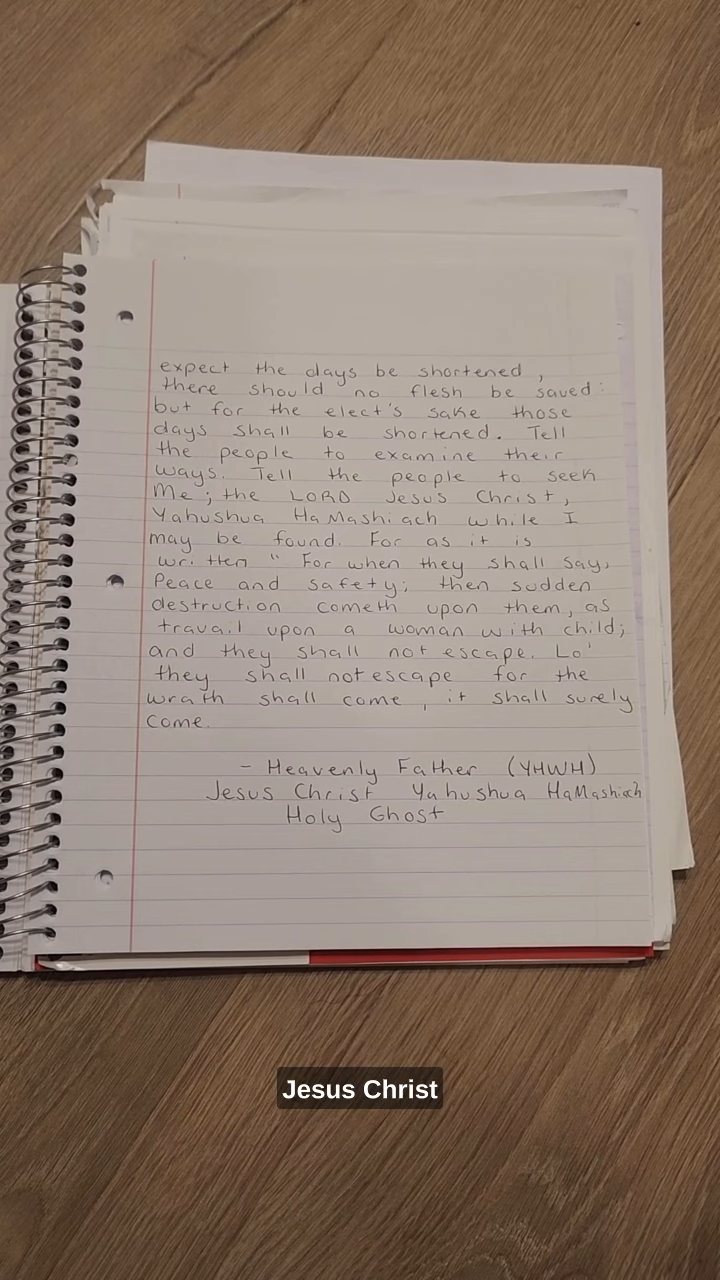 expect the days be shortened,
there should no flesh be saved:
but for the elect's sake those
days shall be shortened. Tell
the people to examine their
ways. Tell the people to seek
Me; the LORD Jesus Christ,
Yahushua HaMashiach while I
may be found. For as it is
written " For when they shall say,
Peace and safety; then sudden
destruction cometh upon them, as
travail upon a woman with child;
and they shall not escape. Lo'
they shall not escape for the
wrath shall come, it shall surely
come.
- Heavenly Father (YHWH)
Jesus Christ Yahushua HaMashiach
Holy Ghost
Jesus Christ